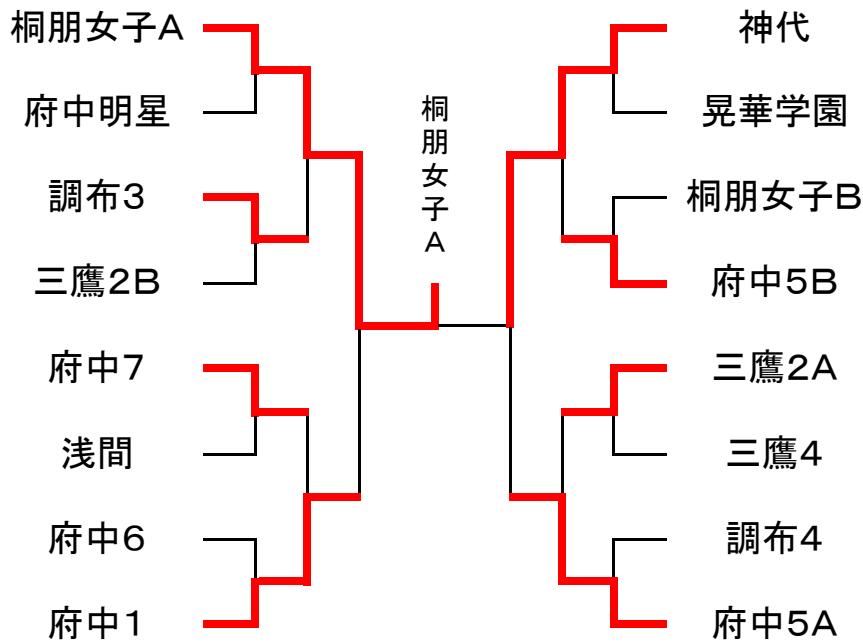 桐朋女子A
府中明星
調布3
三鷹2B
府中7
浅間
府中6
府中1
桐朋女子A
神代
晃華学園
桐朋女子B
府中5B
三鷹2A
三鷹4
調布4
府中5A